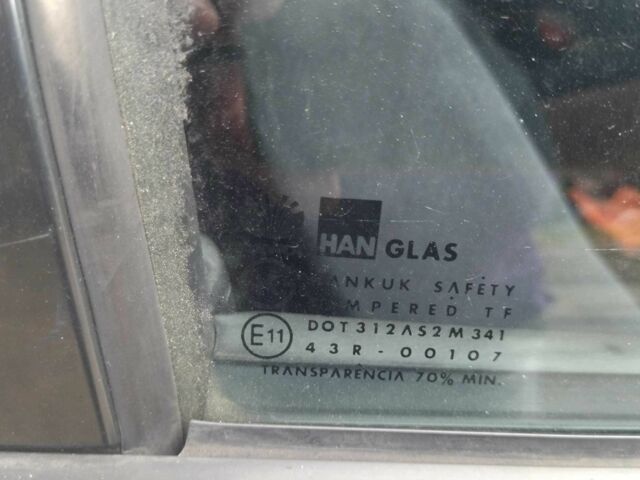 HAN GLAS
ANKUK SAFETY
MPERED TF
E11
DOT312AS2M341
43R-00107
TRANSPARÊNCIA 70% MIN.